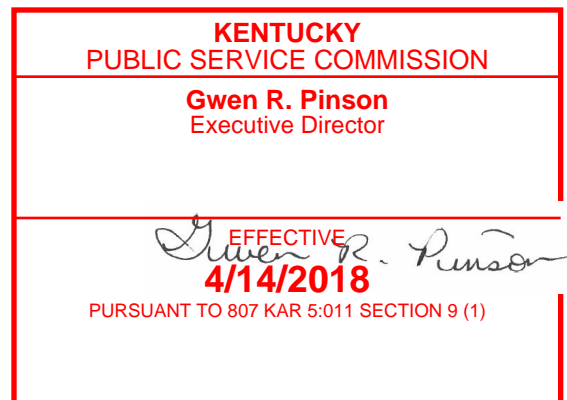 KENTUCKY
PUBLIC SERVICE COMMISSION
Gwen R. Pinson
Executive Director
Gwen R. Pinson
EFFECTIVE
4/14/2018
PURSUANT TO 807 KAR 5:011 SECTION 9 (1)